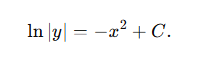 ln |y| = −x² + C.